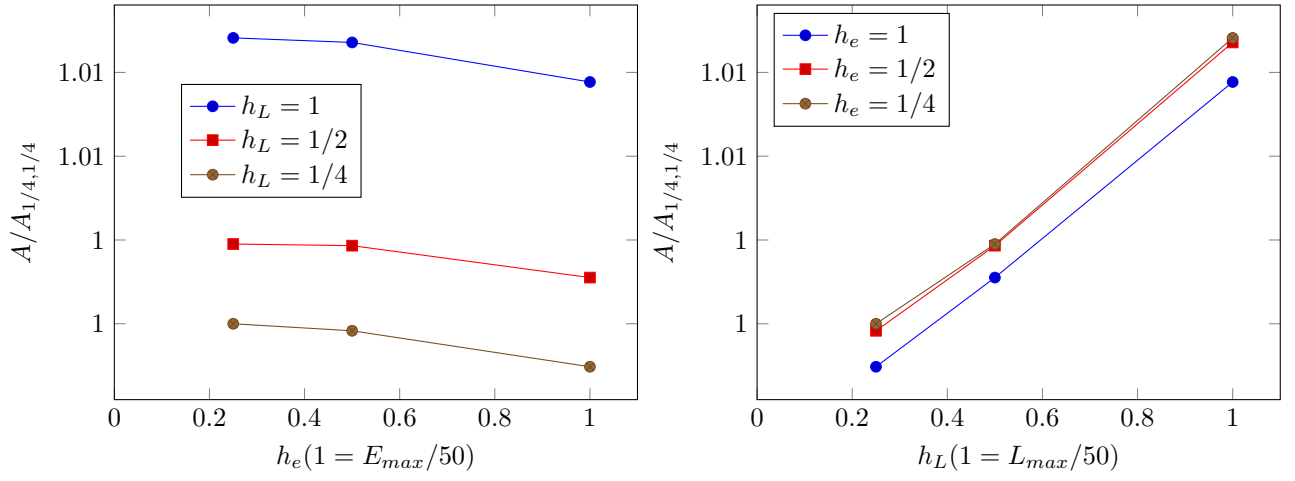 1.01
1.01
1
1
A/A_{1/4,1/4}
h_L = 1
h_L = 1/2
h_L = 1/4
0 0.2 0.4 0.6 0.8 1
h_e(1 = E_{max}/50)
1.01
1.01
1
1
A/A_{1/4,1/4}
h_e = 1
h_e = 1/2
h_e = 1/4
0 0.2 0.4 0.6 0.8 1
h_L(1 = L_{max}/50)